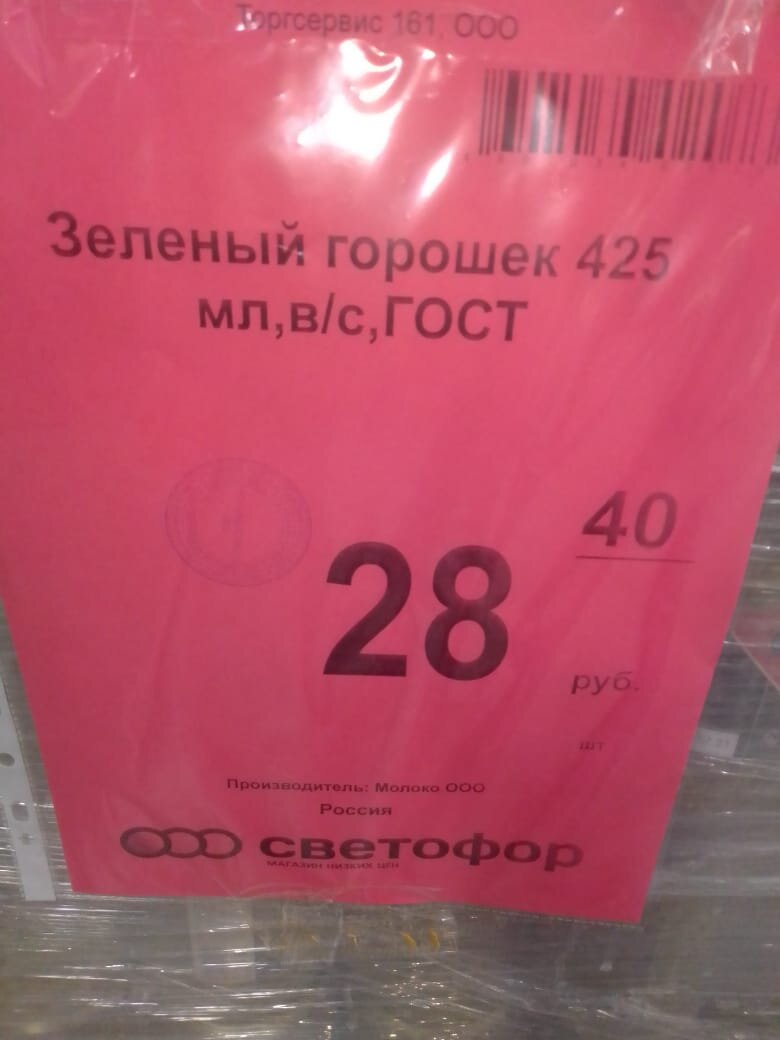 Торгсервис 161, ООО
Зеленый горошек 425
мл,в/с,ГОСТ
40
28
руб.
шт
Производитель: Молоко ООО
Россия
светофор
магазин низких цен